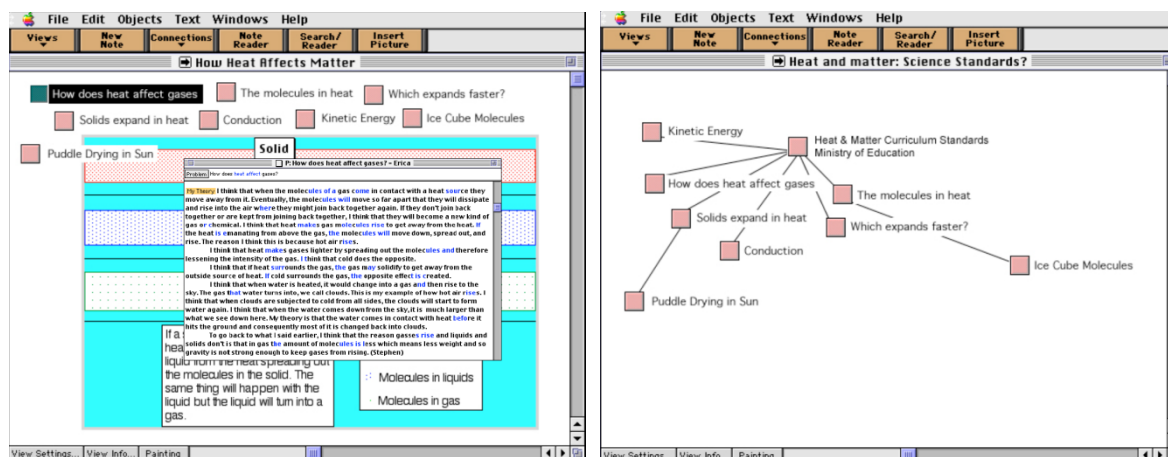 File Edit Objects Text Windows Help
Views
New Note
Connections
Note Reader
Search/ Reader
Insert Picture
How Heat Affects Matter
How does heat affect gases
The molecules in heat
Which expands faster?
Solids expand in heat
Conduction
Kinetic Energy
Ice Cube Molecules
Puddle Drying in Sun
Solid
P: How does heat affect gases? - Erica
Problem How does heat affect gases?
My Theory I think that when the molecules of a gas come in contact with a heat source they
move away from it. Eventually, the molecules will move so far apart that they will dissipate
and rise into the air where they might join back together again. If they don't join back
together or are kept from joining back together, I think that they will become a new kind of
gas or chemical. I think that heat makes gas molecules rise to get away from the heat. If
the heat is emanating from above the gas, the molecules will move down, spread out, and
rise. The reason I think this is because hot air rises.
I think that heat makes gases lighter by spreading out the molecules and therefore
lessening the intensity of the gas. I think that cold does the opposite.
I think that if heat surrounds the gas, the gas may solidify to get away from the
outside source of heat. If cold surrounds the gas, the opposite effect is created.
I think that when water is heated, it would change into a gas and then rise to the
sky. The gas that water turns into, we call clouds. This is my example of how hot air rises. I
think that when clouds are subjected to cold from all sides, the clouds will start to form
water again. I think that when the water comes down from the sky, it is much larger than
what we see down here. My theory is that the water comes in contact with heat before it
hits the ground and consequently most of it is changed back into clouds.
To go back to what I said earlier, I think that the reason gasses rise and liquids and
solids don't is that in gas the amount of molecules is less which means less weight and so
gravity is not strong enough to keep gases from rising. (Stephen)
If a
hea
liquid from the heat spreading out
the molecules in the solid. The
same thing will happen with the
liquid but the liquid will turn into a
gas.
Molecules in liquids
Molecules in gas
View Settings... View Info... Painting
File Edit Objects Text Windows Help
Views
New Note
Connections
Note Reader
Search/ Reader
Insert Picture
Heat and matter: Science Standards?
Kinetic Energy
Heat & Matter Curriculum Standards
Ministry of Education
How does heat affect gases
The molecules in heat
Solids expand in heat
Which expands faster?
Conduction
Ice Cube Molecules
Puddle Drying in Sun
View Settings... View Info... Painting